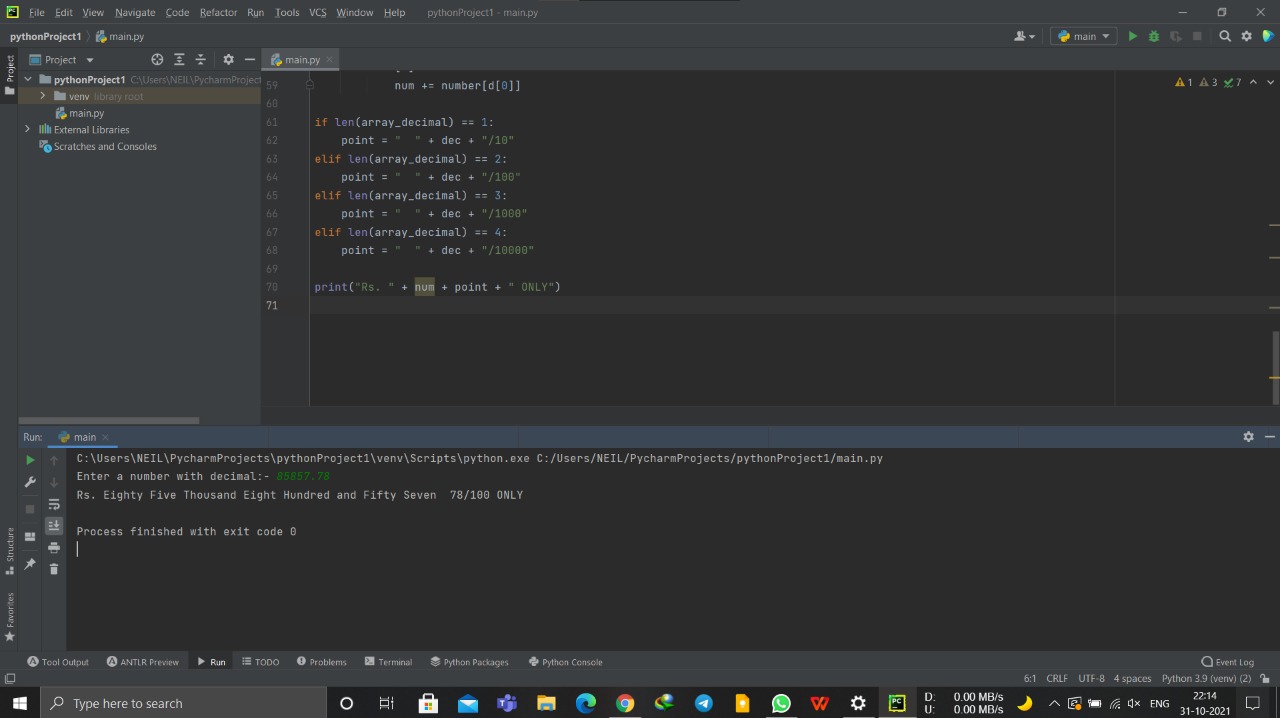 File Edit View Navigate Code Refactor Run Tools VCS Window Help pythonProject1 - main.py
pythonProject1 main.py main
Project main.py
Project
pythonProject1 C:\Users\NEIL\PycharmProject
venv library root
main.py
External Libraries
Scratches and Consoles
1 3 7
59 num += number[d[0]]
60
61 if len(array_decimal) == 1:
62 point = "  " + dec + "/10"
63 elif len(array_decimal) == 2:
64 point = "  " + dec + "/100"
65 elif len(array_decimal) == 3:
66 point = "  " + dec + "/1000"
67 elif len(array_decimal) == 4:
68 point = "  " + dec + "/10000"
69
70 print("Rs. " + num + point + " ONLY")
71
Run: main
C:\Users\NEIL\PycharmProjects\pythonProject1\venv\Scripts\python.exe C:/Users/NEIL/PycharmProjects/pythonProject1/main.py
Enter a number with decimal:- 85857.78
Rs. Eighty Five Thousand Eight Hundred and Fifty Seven  78/100 ONLY
Process finished with exit code 0
Structure
Favorites
Tool Output ANTLR Preview Run TODO Problems Terminal Python Packages Python Console Event Log
6:1 CRLF UTF-8 4 spaces Python 3.9 (venv) (2)
Type here to search
D: 0.00 MB/s
U: 0.00 MB/s
ENG
22:14
31-10-2021